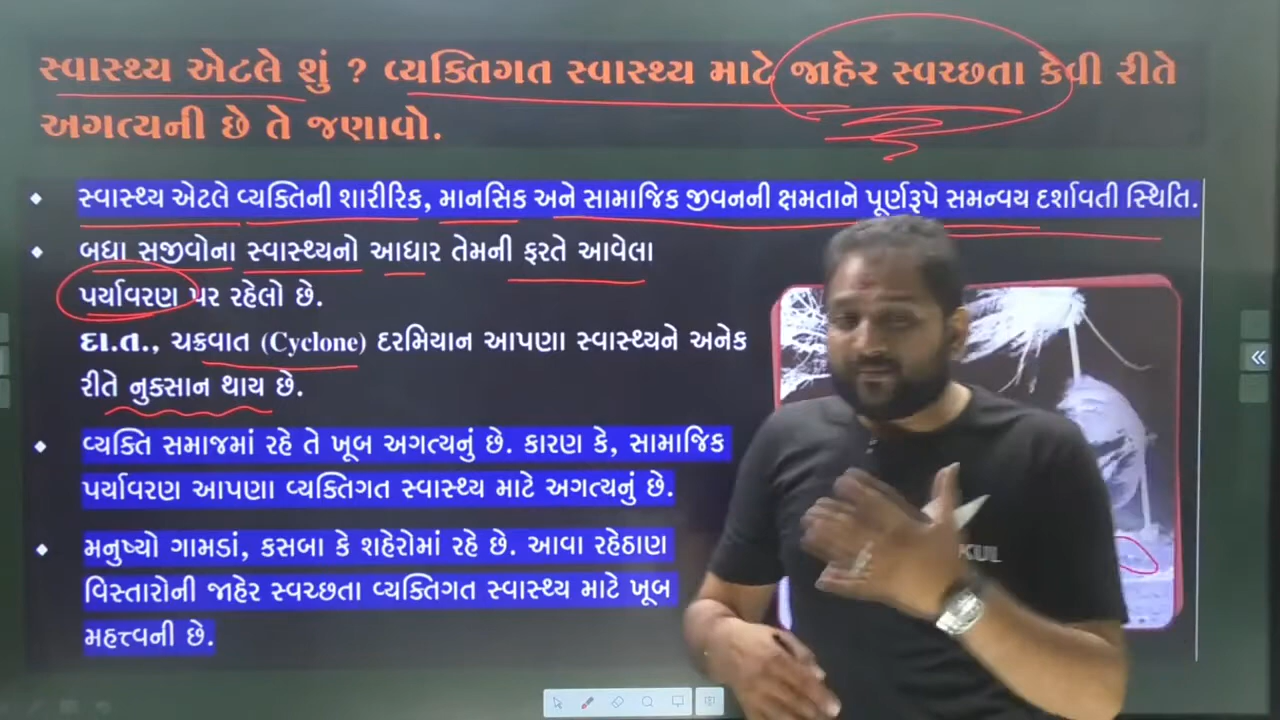 સ્વાસ્થ્ય એટલે શું ? વ્યક્તિગત સ્વાસ્થ્ય માટે જાહેર સ્વચ્છતા કેવી રીતે
અગત્યની છે તે જણાવો.
સ્વાસ્થ્ય એટલે વ્યક્તિની શારીરિક, માનસિક અને સામાજિક જીવનની ક્ષમતાને પૂર્ણરૂપે સમન્વય દર્શાવતી સ્થિતિ.
બધા સજીવોના સ્વાસ્થ્યનો આધાર તેમની ફરતે આવેલા
પર્યાવરણ પર રહેલો છે.
દા.ત., ચક્રવાત (Cyclone) દરમિયાન આપણા સ્વાસ્થ્યને અનેક
રીતે નુકસાન થાય છે.
વ્યક્તિ સમાજમાં રહે તે ખૂબ અગત્યનું છે. કારણ કે, સામાજિક
પર્યાવરણ આપણા વ્યક્તિગત સ્વાસ્થ્ય માટે અગત્યનું છે.
મનુષ્યો ગામડાં, કસબા કે શહેરોમાં રહે છે. આવા રહેઠાણ
વિસ્તારોની જાહેર સ્વચ્છતા વ્યક્તિગત સ્વાસ્થ્ય માટે ખૂબ
મહત્ત્વની છે.